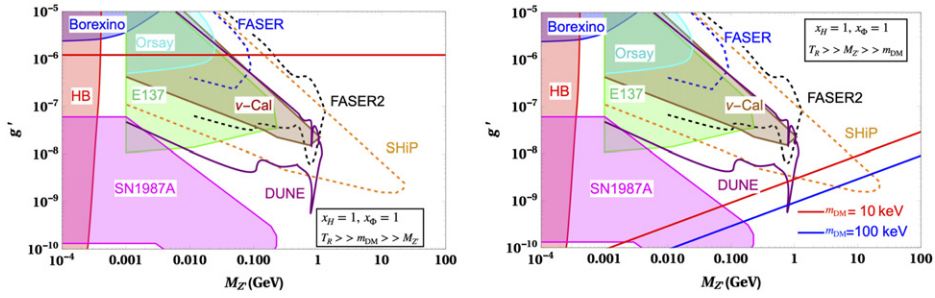 Borexino
Orsay
FASER
HB
E137
ν-Cal
FASER2
SHiP
SN1987A
DUNE
x_H = 1, x_Φ = 1
T_R >> m_DM >> M_Z'
10⁻⁵
10⁻⁶
10⁻⁷
10⁻⁸
10⁻⁹
10⁻¹⁰
g'
10⁻⁴ 0.001 0.010 0.100 1 10 100
M_Z' (GeV)
Borexino
Orsay
FASER
x_H = 1, x_Φ = 1
T_R >> M_Z' >> m_DM
HB
E137
ν-Cal
FASER2
SHiP
SN1987A
DUNE
m_DM = 10 keV
m_DM = 100 keV
10⁻⁵
10⁻⁶
10⁻⁷
10⁻⁸
10⁻⁹
10⁻¹⁰
g'
10⁻⁴ 0.001 0.010 0.100 1 10 100
M_Z' (GeV)